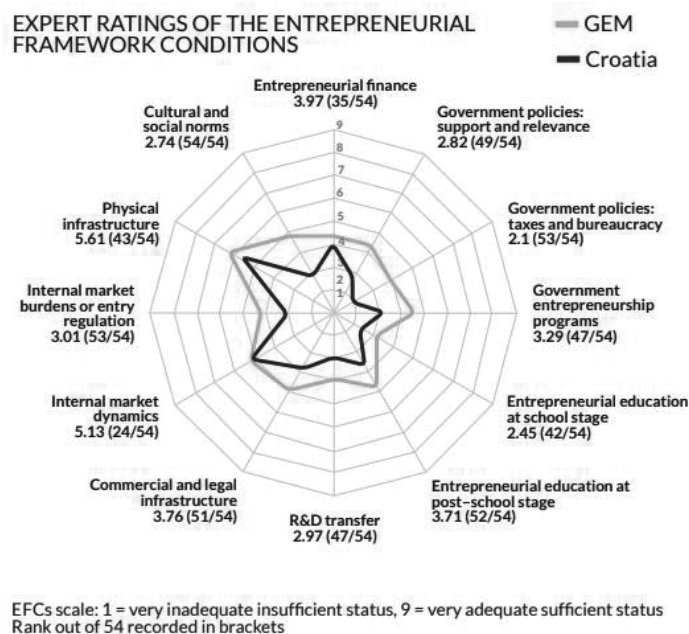 EXPERT RATINGS OF THE ENTREPRENEURIAL
FRAMEWORK CONDITIONS
GEM
Croatia
Entrepreneurial finance
3.97 (35/54)
Cultural and
social norms
2.74 (54/54)
Government policies:
support and relevance
2.82 (49/54)
9
8
7
6
5
4
3
2
1
Physical
infrastructure
5.61 (43/54)
Government policies:
taxes and bureaucracy
2.1 (53/54)
Internal market
burdens or entry
regulation
3.01 (53/54)
Government
entrepreneurship
programs
3.29 (47/54)
Internal market
dynamics
5.13 (24/54)
Entrepreneurial education
at school stage
2.45 (42/54)
Commercial and legal
infrastructure
3.76 (51/54)
Entrepreneurial education at
post–school stage
3.71 (52/54)
R&D transfer
2.97 (47/54)
EFCs scale: 1 = very inadequate insufficient status, 9 = very adequate sufficient status
Rank out of 54 recorded in brackets